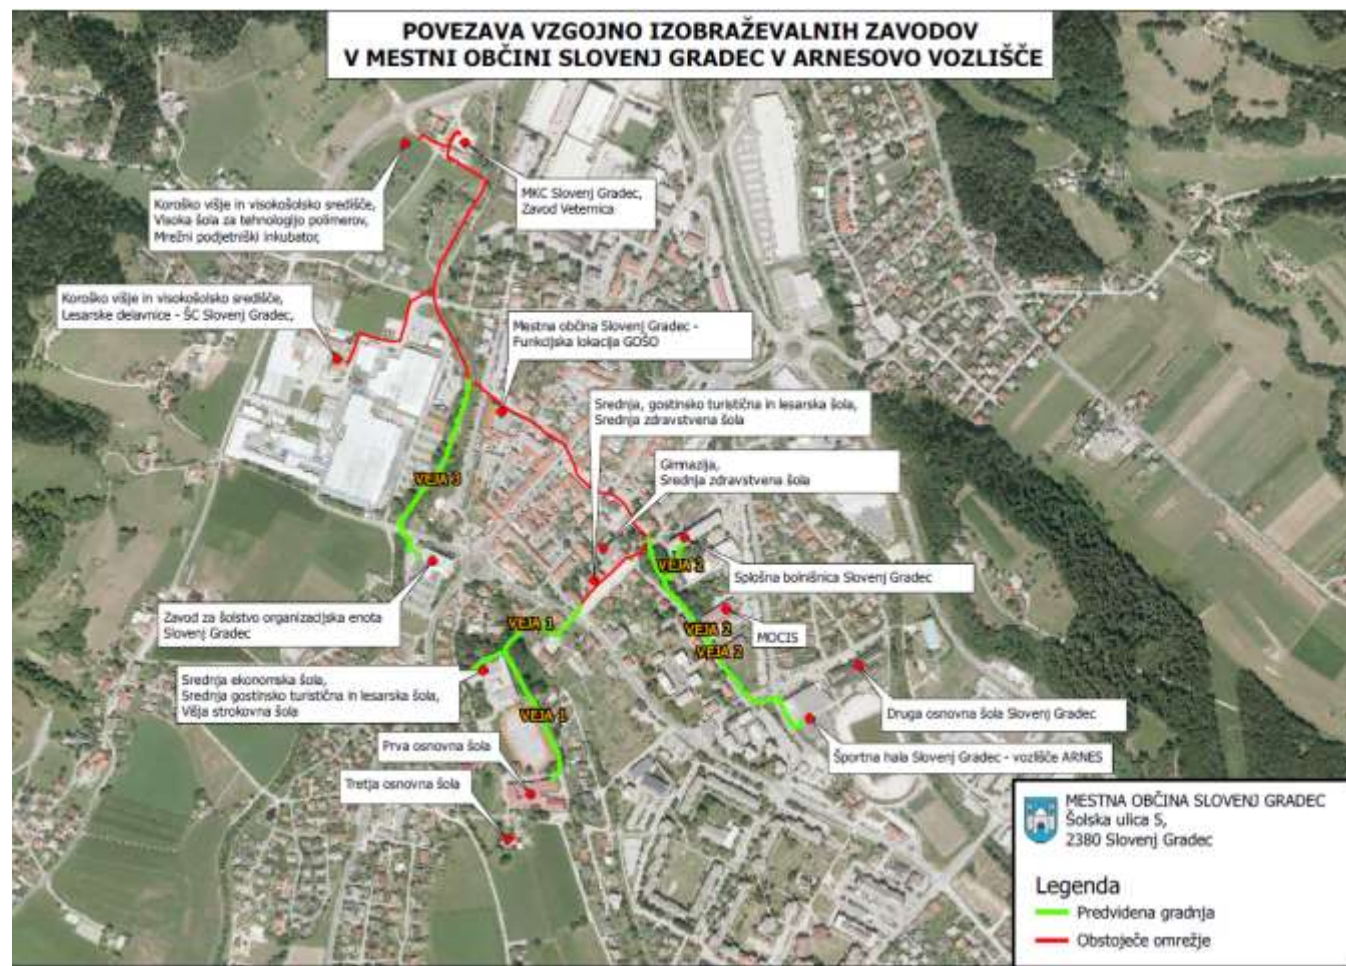 POVEZAVA VZGOJNO IZOBRAŽEVALNIH ZAVODOV
V MESTNI OBČINI SLOVENJ GRADEC V ARNESOVO VOZLIŠČE
Koroško višje in visokošolsko središče,
Visoka šola za tehnologijo polimerov,
Mrežni podjetniški inkubator,
MKC Slovenj Gradec,
Zavod Veternica
Koroško višje in visokošolsko središče,
Lesarske delavnice - ŠC Slovenj Gradec,
Mestna občina Slovenj Gradec -
Funkcijska lokacija GOŠO
Srednja, gostinsko turistična in lesarska šola,
Srednja zdravstvena šola
Gimnazija,
Srednja zdravstvena šola
VEJA 3
VEJA 2
Splošna bolnišnica Slovenj Gradec
Zavod za šolstvo organizacijska enota
Slovenj Gradec
VEJA 1
VEJA 2
MOCIS
VEJA 2
Srednja ekonomska šola,
Srednja gostinsko turistična in lesarska šola,
Višja strokovna šola
VEJA 1
Druga osnovna šola Slovenj Gradec
Prva osnovna šola
Športna hala Slovenj Gradec - vozlišče ARNES
Tretja osnovna šola
MESTNA OBČINA SLOVENJ GRADEC
Šolska ulica 5,
2380 Slovenj Gradec
Legenda
Predvidena gradnja
Obstoječe omrežje